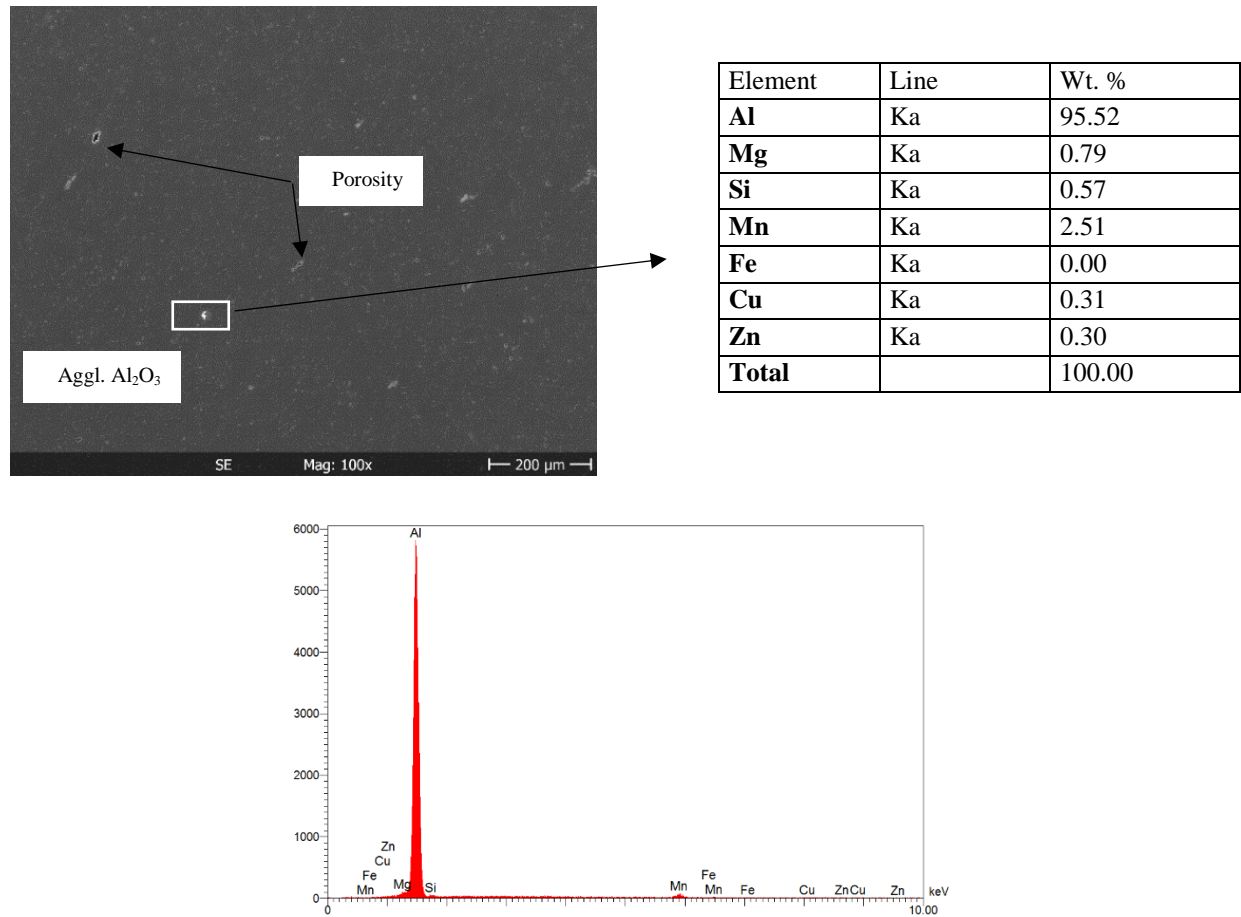 Porosity
Aggl. Al₂O₃
SE Mag: 100x 200 µm
Element Line Wt. %
Al Ka 95.52
Mg Ka 0.79
Si Ka 0.57
Mn Ka 2.51
Fe Ka 0.00
Cu Ka 0.31
Zn Ka 0.30
Total 100.00
6000
Al
5000
4000
3000
2000
1000
Zn
Cu
Fe Fe
Mn Mg Si Mn Mn Fe Cu Zn Cu Zn keV
0
0 10.00